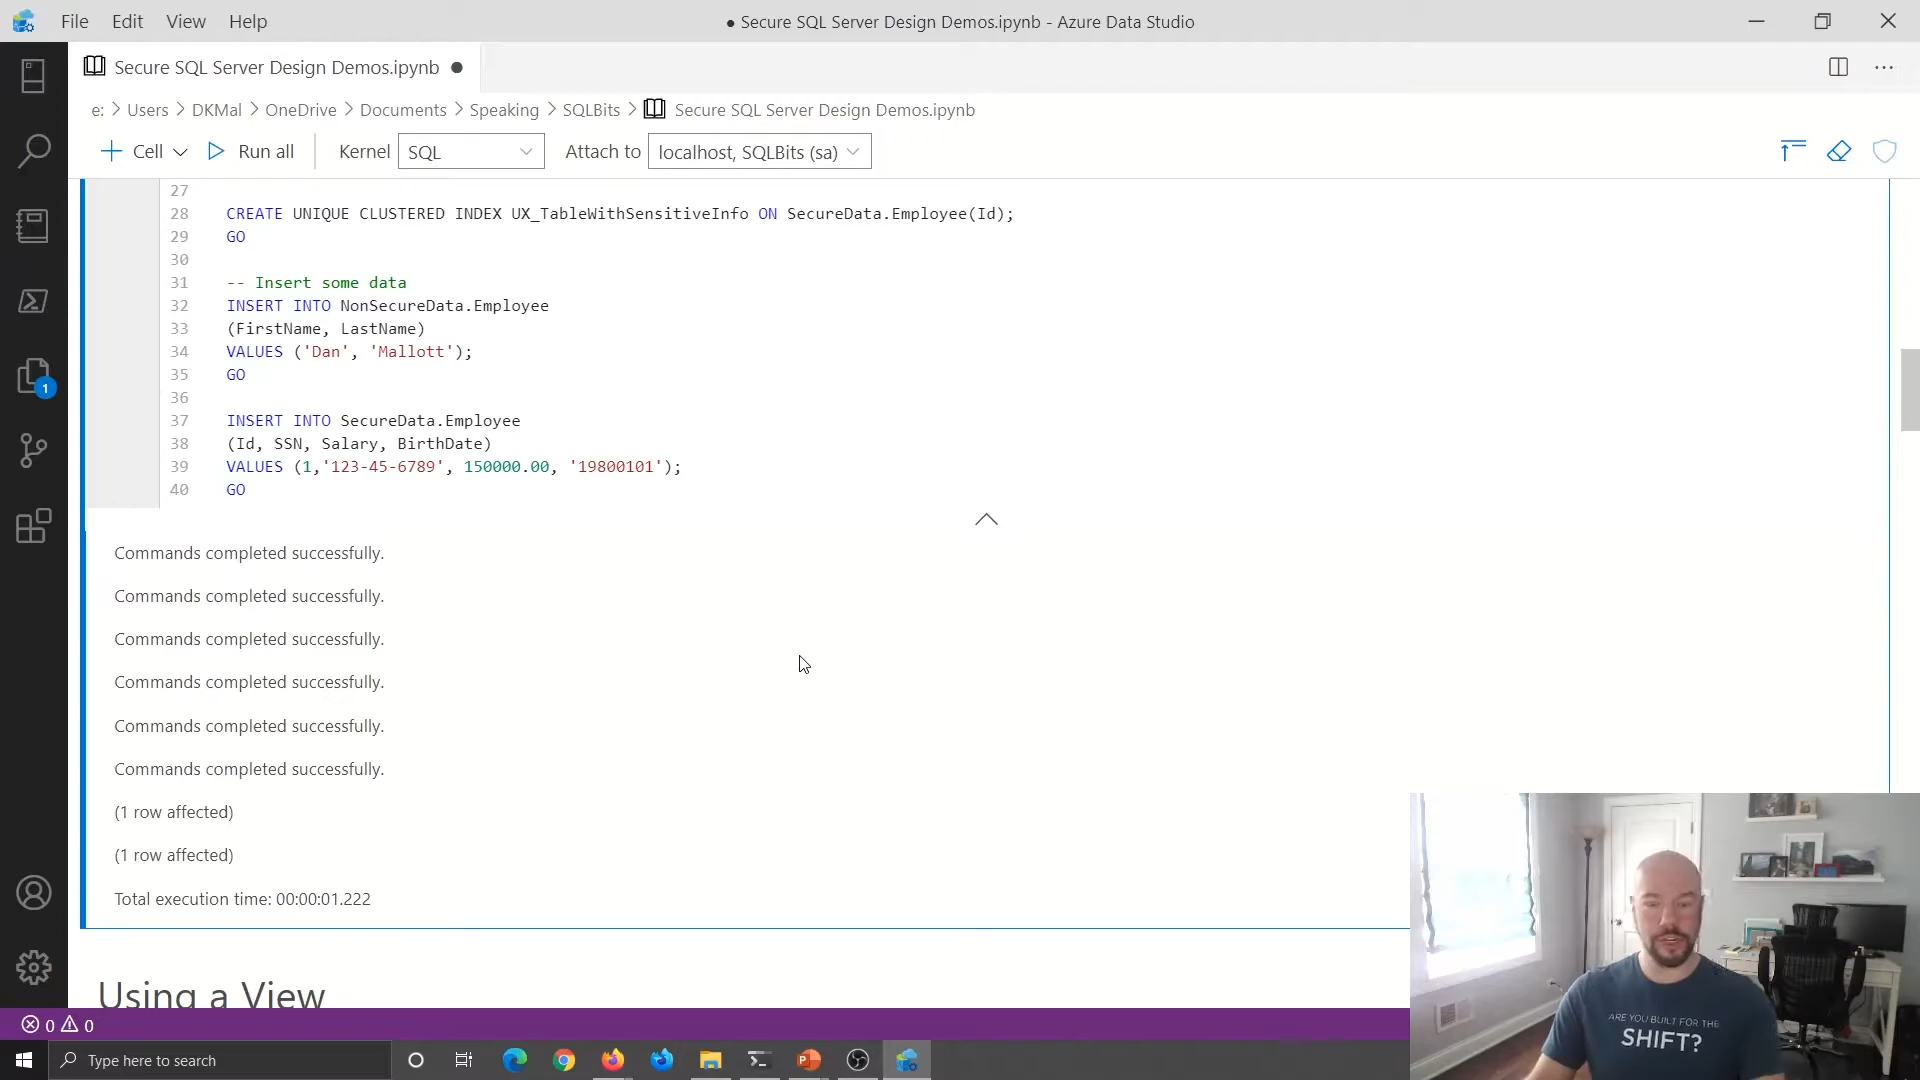 File Edit View Help
● Secure SQL Server Design Demos.ipynb - Azure Data Studio
Secure SQL Server Design Demos.ipynb ●
e: > Users > DKMal > OneDrive > Documents > Speaking > SQLBits > Secure SQL Server Design Demos.ipynb
+ Cell Run all Kernel SQL Attach to localhost, SQLBits (sa)
27
28 CREATE UNIQUE CLUSTERED INDEX UX_TableWithSensitiveInfo ON SecureData.Employee(Id);
29 GO
30
31 -- Insert some data
32 INSERT INTO NonSecureData.Employee
33 (FirstName, LastName)
34 VALUES ('Dan', 'Mallott');
35 GO
36
37 INSERT INTO SecureData.Employee
38 (Id, SSN, Salary, BirthDate)
39 VALUES (1,'123-45-6789', 150000.00, '19800101');
40 GO
1
Commands completed successfully.
Commands completed successfully.
Commands completed successfully.
Commands completed successfully.
Commands completed successfully.
Commands completed successfully.
(1 row affected)
(1 row affected)
Total execution time: 00:00:01.222
Using a View
0 0
Type here to search
ARE YOU BUILT FOR THE
SHIFT?